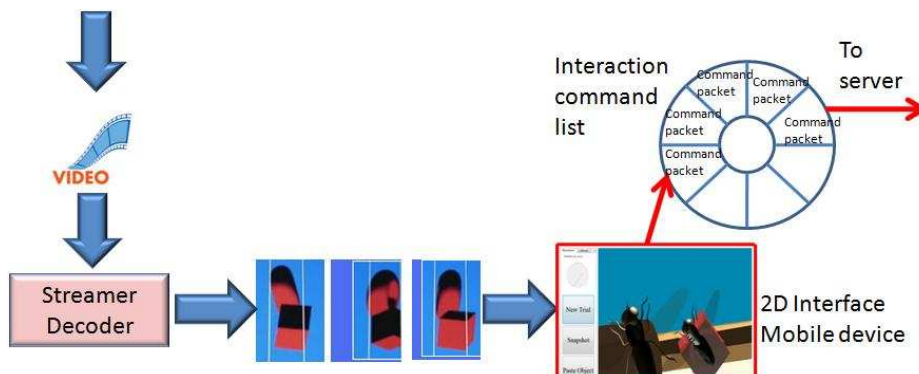 To
server
Interaction
command
list
Command
packet
Command
packet
Command
packet
Command
packet
Command
packet
VIDEO
Streamer
Decoder
New Trial
Snapshot
Paste Object
2D Interface
Mobile device